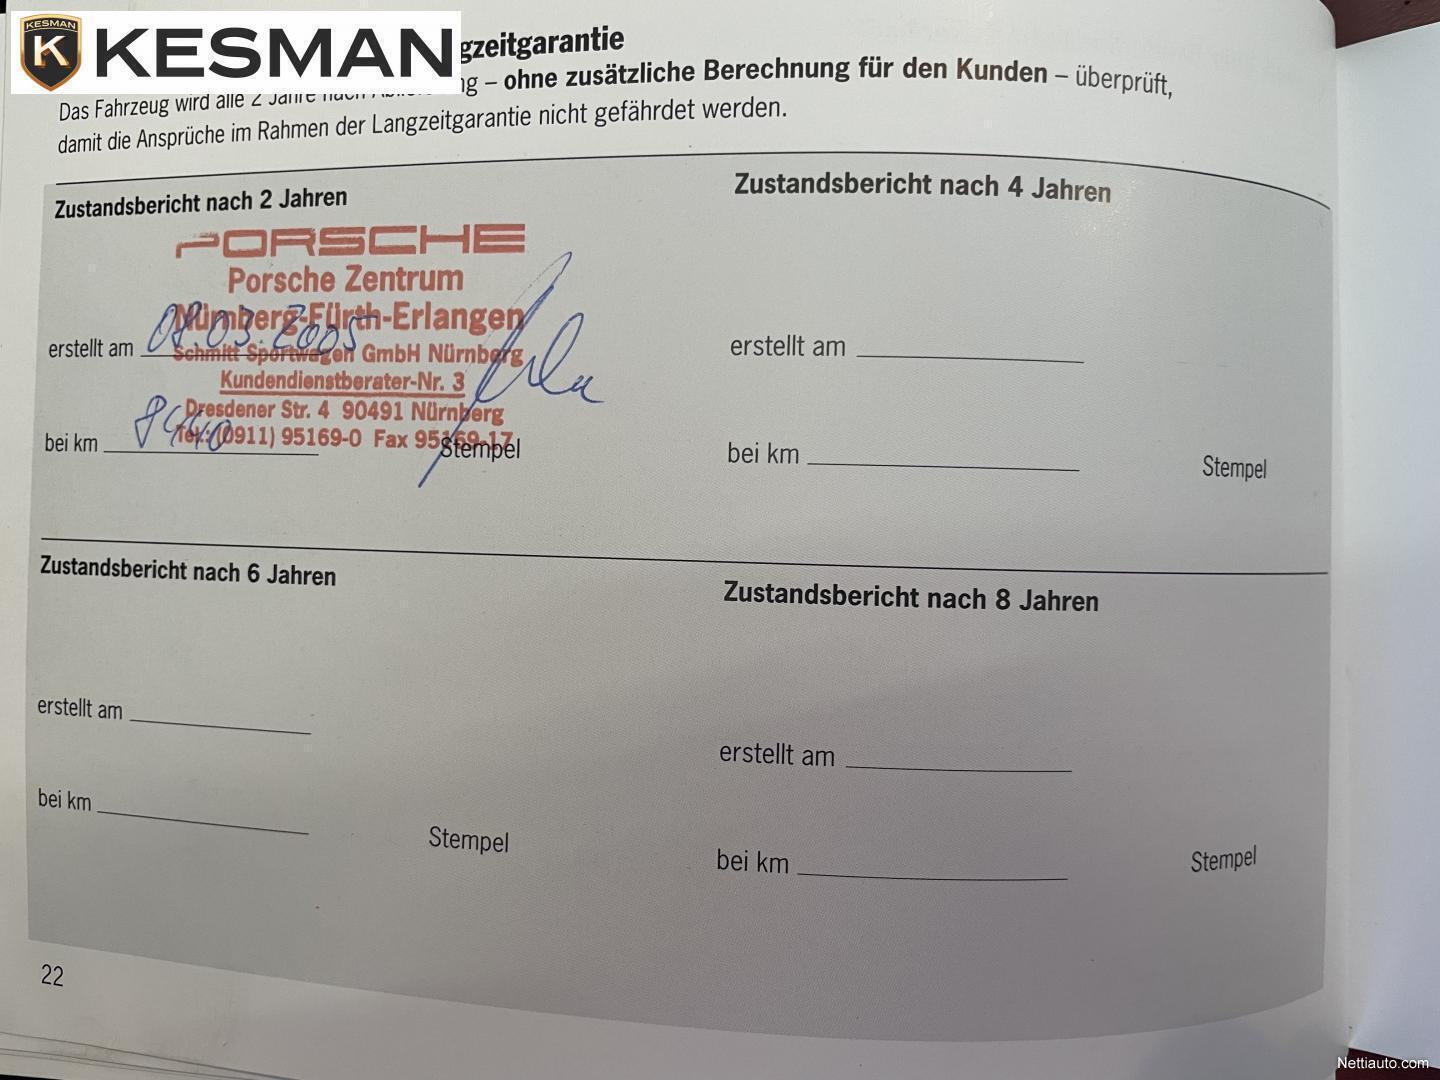 KESMAN
K KESMAN
gzeitgarantie
Das Fahrzeug wird alle 2 Jahre nach ng – ohne zusätzliche Berechnung für den Kunden – überprüft,
damit die Ansprüche im Rahmen der Langzeitgarantie nicht gefährdet werden.
Zustandsbericht nach 2 Jahren
PORSCHE
Porsche Zentrum
Nürnberg-Fürth-Erlangen
erstellt am 03.2005
Schmitt Sportwagen GmbH Nürnberg
Kundendienstberater-Nr. 3
Dresdener Str. 4 90491 Nürnberg
Tel.: (0911) 95169-0 Fax 95169-17
bei km
Stempel
Zustandsbericht nach 4 Jahren
erstellt am
bei km
Stempel
Zustandsbericht nach 6 Jahren
erstellt am
bei km
Stempel
Zustandsbericht nach 8 Jahren
erstellt am
bei km
Stempel
22
Nettiauto.com